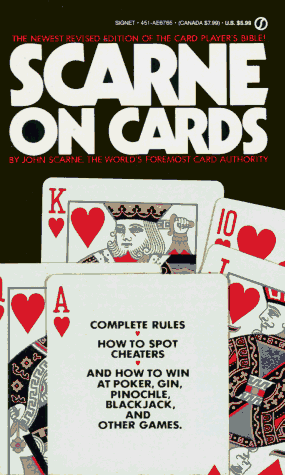 SIGNET • 451-AE6765 • (CANADA $7.99) • U.S. $5.99
THE NEWEST REVISED EDITION OF THE CARD PLAYER'S BIBLE!
SCARNE
ON CARDS
BY JOHN SCARNE, THE WORLD'S FOREMOST CARD AUTHORITY
K
10
J
A
COMPLETE RULES
HOW TO SPOT
CHEATERS
AND HOW TO WIN
AT POKER, GIN,
PINOCHLE,
BLACKJACK,
AND
OTHER GAMES.